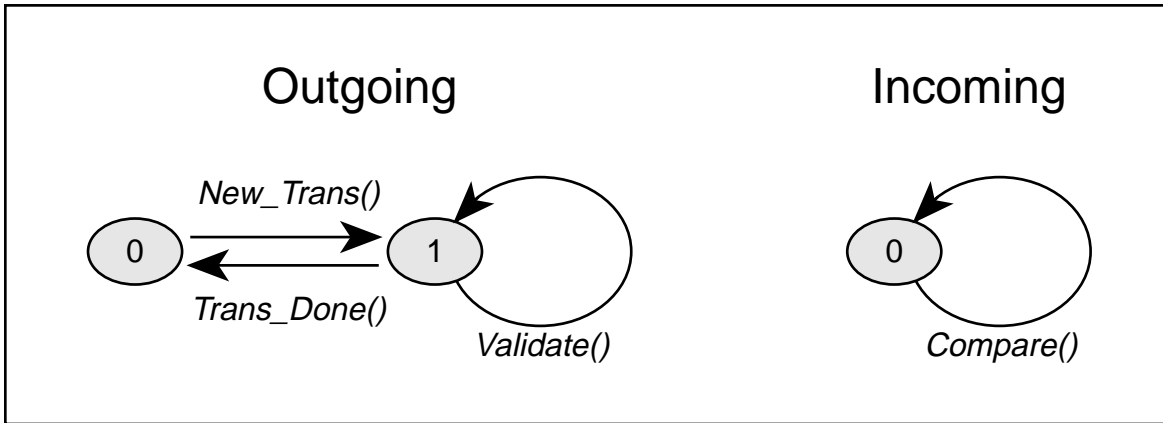 Outgoing
Incoming
New_Trans()
0
1
0
Trans_Done()
Validate()
Compare()